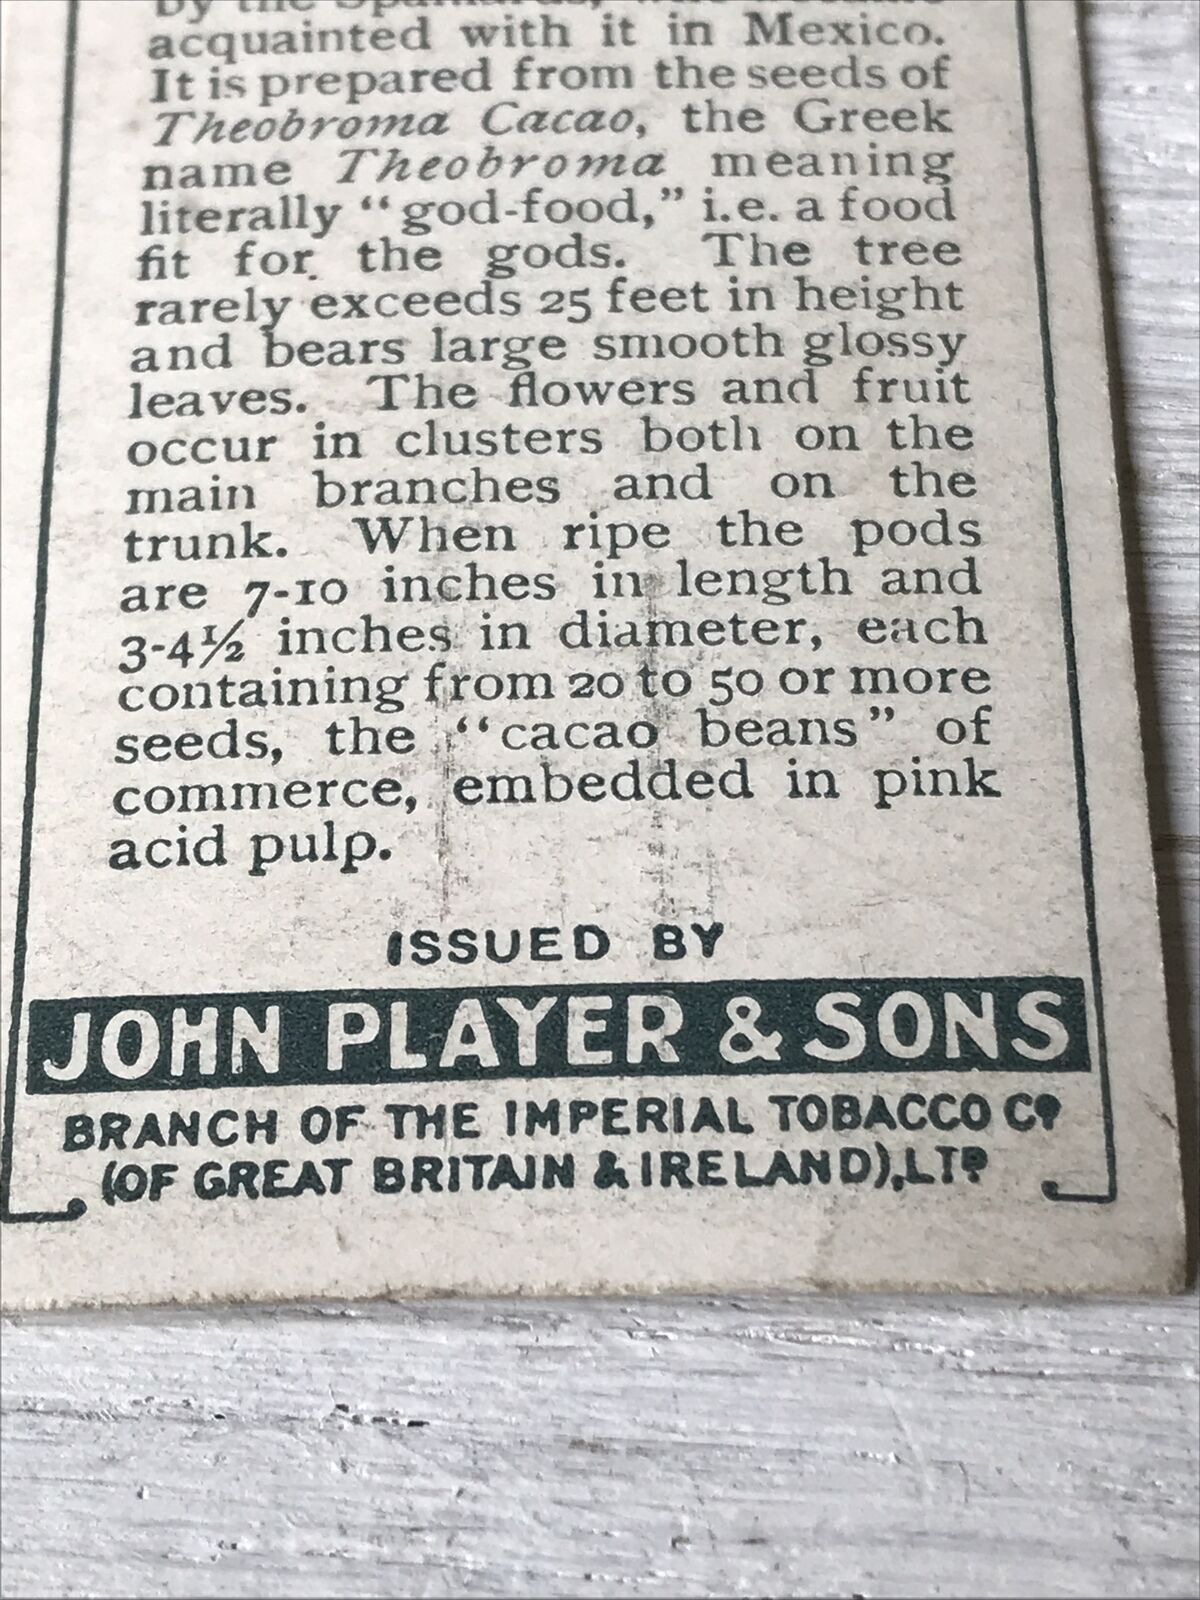 by the Spaniards, who became
acquainted with it in Mexico.
It is prepared from the seeds of
Theobroma Cacao, the Greek
name Theobroma meaning
literally “god-food,” i.e. a food
fit for the gods. The tree
rarely exceeds 25 feet in height
and bears large smooth glossy
leaves. The flowers and fruit
occur in clusters both on the
main branches and on the
trunk. When ripe the pods
are 7-10 inches in length and
3-4½ inches in diameter, each
containing from 20 to 50 or more
seeds, the “cacao beans” of
commerce, embedded in pink
acid pulp.
ISSUED BY
JOHN PLAYER & SONS
BRANCH OF THE IMPERIAL TOBACCO Cº
(OF GREAT BRITAIN & IRELAND), LTD